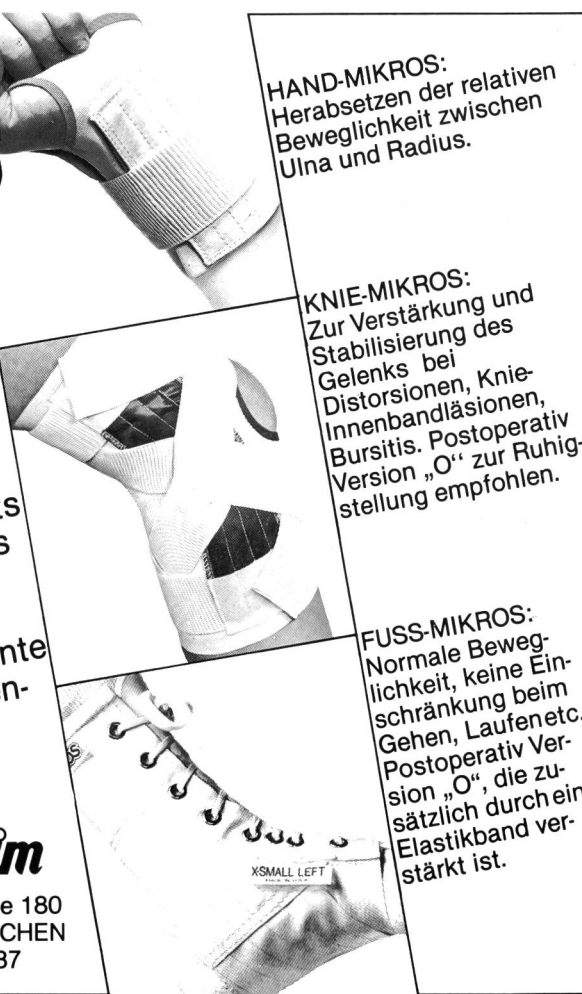 HAND-MIKROS:
Herabsetzen der relativen
Beweglichkeit zwischen
Ulna und Radius.
KNIE-MIKROS:
Zur Verstärkung und
Stabilisierung des
Gelenks bei
Distorsionen, Knie-
Innenbandläsionen,
Bursitis. Postoperativ
Version „O‘‘ zur Ruhig-
stellung empfohlen.
FUSS-MIKROS:
Normale Beweg-
lichkeit, keine Ein-
schränkung beim
Gehen, Laufen etc.
Postoperativ Ver-
sion „O“, die zu-
sätzlich durch ein
Elastikband ver-
stärkt ist.
X-SMALL LEFT
s
nte
en-
im
e 180
CHEN
37